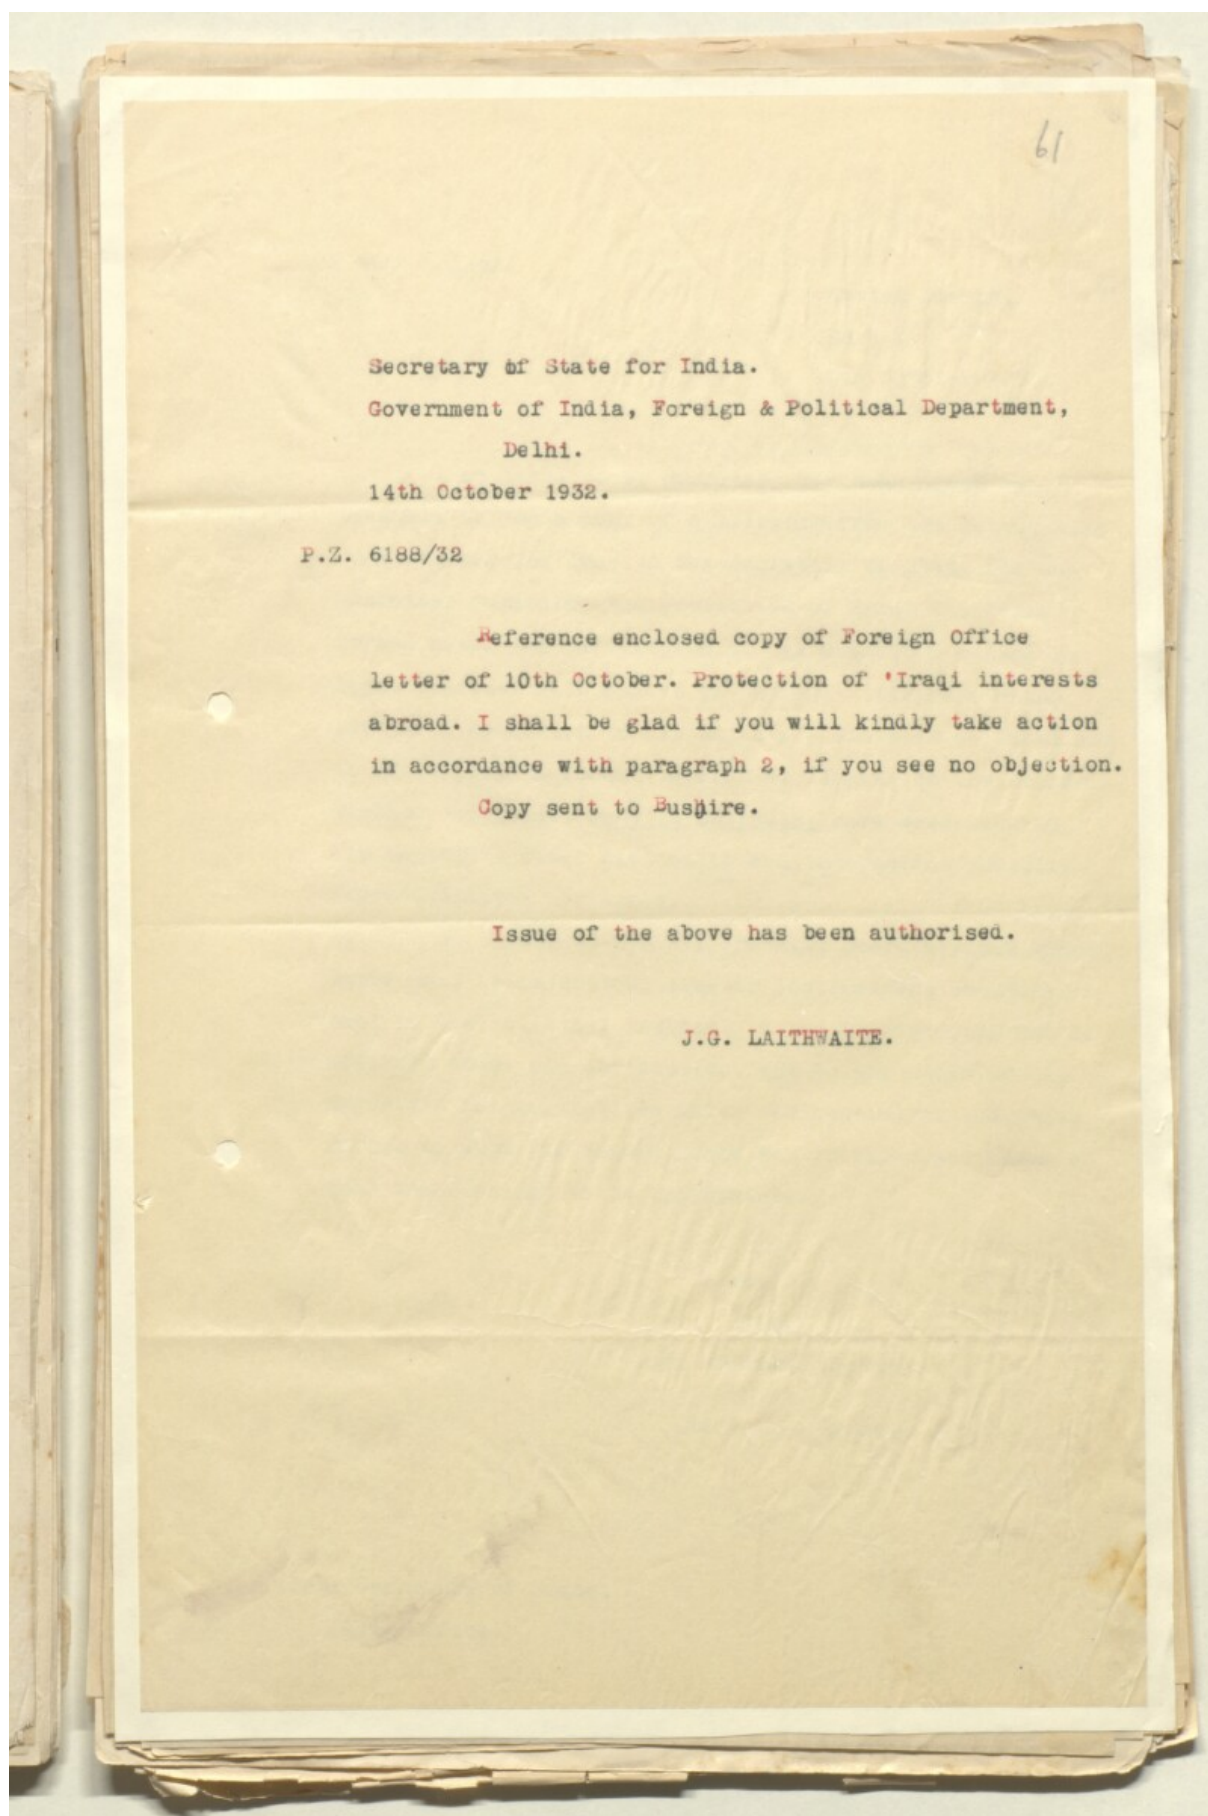 61
Secretary of State for India.
Government of India, Foreign & Political Department,
Delhi.
14th October 1932.
P.Z. 6188/32
Reference enclosed copy of Foreign Office
letter of 10th October. Protection of 'Iraqi interests
abroad. I shall be glad if you will kindly take action
in accordance with paragraph 2, if you see no objection.
Copy sent to Bushire.
Issue of the above has been authorised.
J.G. LAITHWAITE.